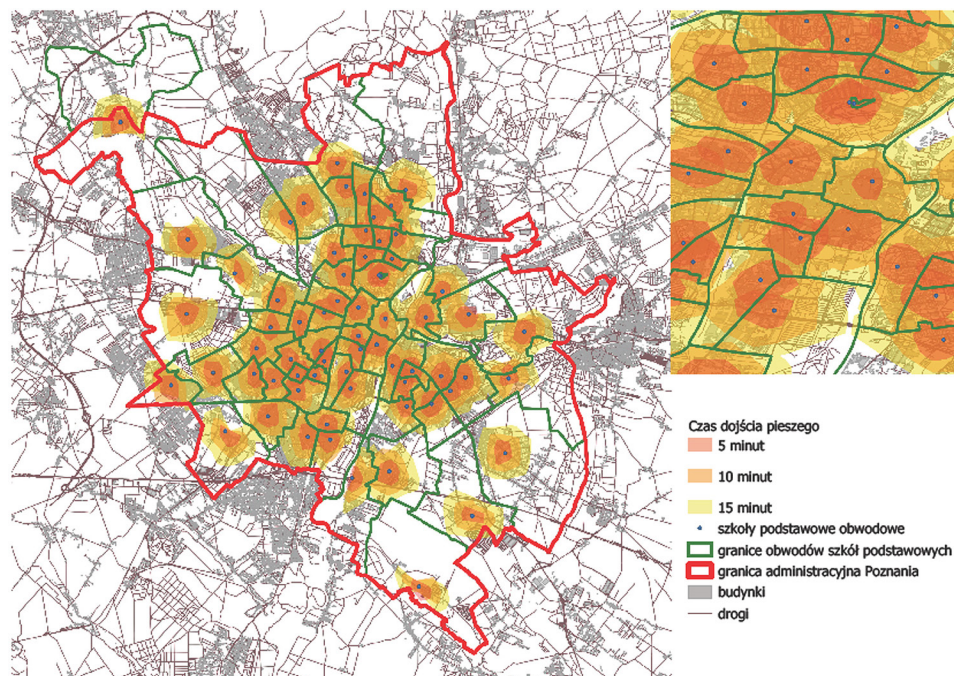 Czas dojścia pieszego
5 minut
10 minut
15 minut
szkoły podstawowe obwodowe
granice obwodów szkół podstawowych
granica administracyjna Poznania
budynki
drogi